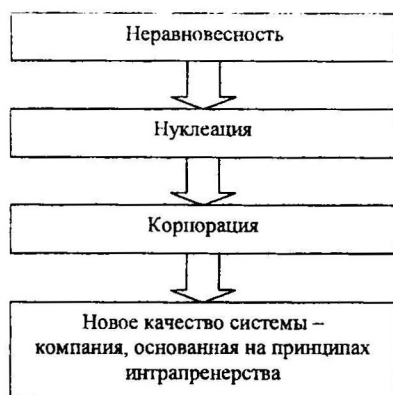 Неравновесность
Нуклеация
Корпорация
Новое качество системы –
компания, основанная на принципах
интрапренерства